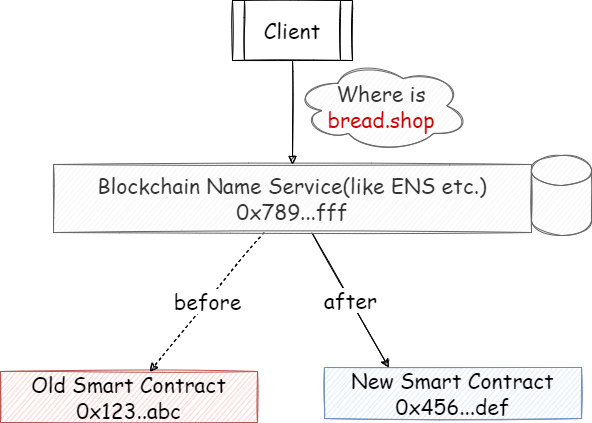 Client
Where is
bread.shop
Blockchain Name Service(like ENS etc.)
0x789...fff
before
after
Old Smart Contract
0x123..abc
New Smart Contract
0x456...def